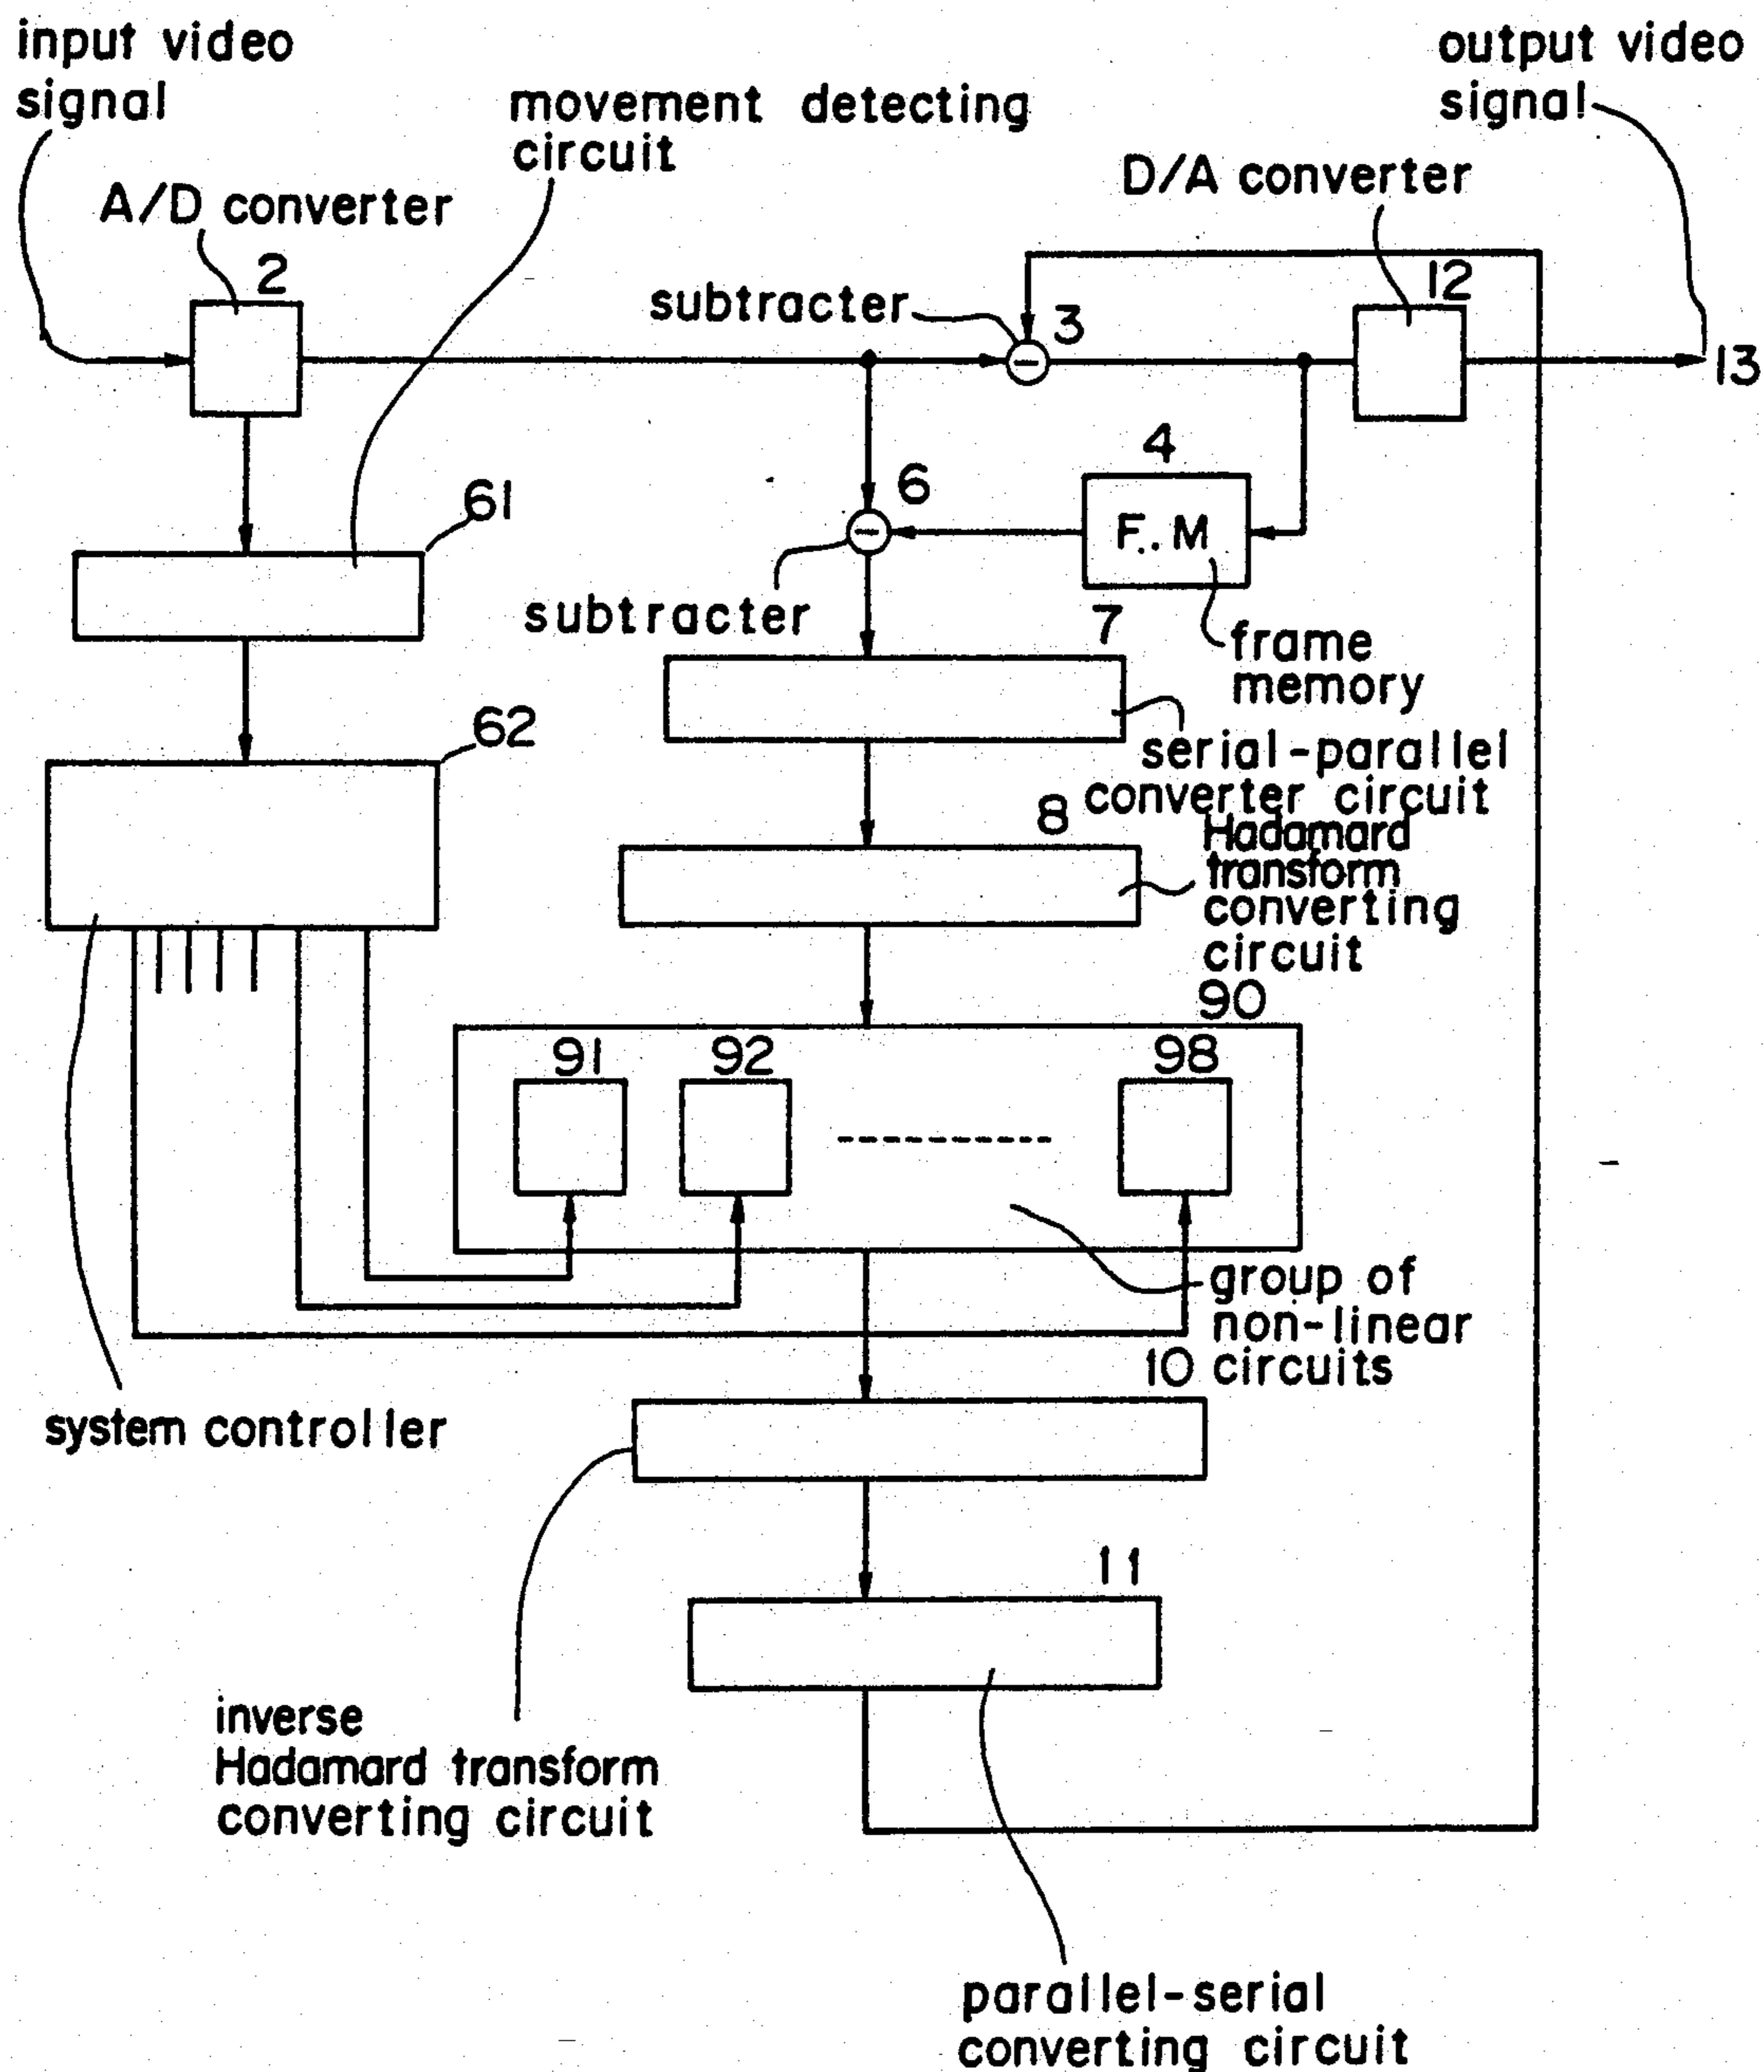 input video
signal
output video
signal
movement detecting
circuit
D/A converter
A/D converter
2
12
subtracter
3
13
4
61
6
F.M
subtracter
7
frame
memory
62
serial-parallel
converter circuit
8
Hadamard
transform
converting
circuit
90
91
92
98
group of
non-linear
circuits
10
system controller
11
inverse
Hadamard transform
converting circuit
parallel-serial
converting circuit